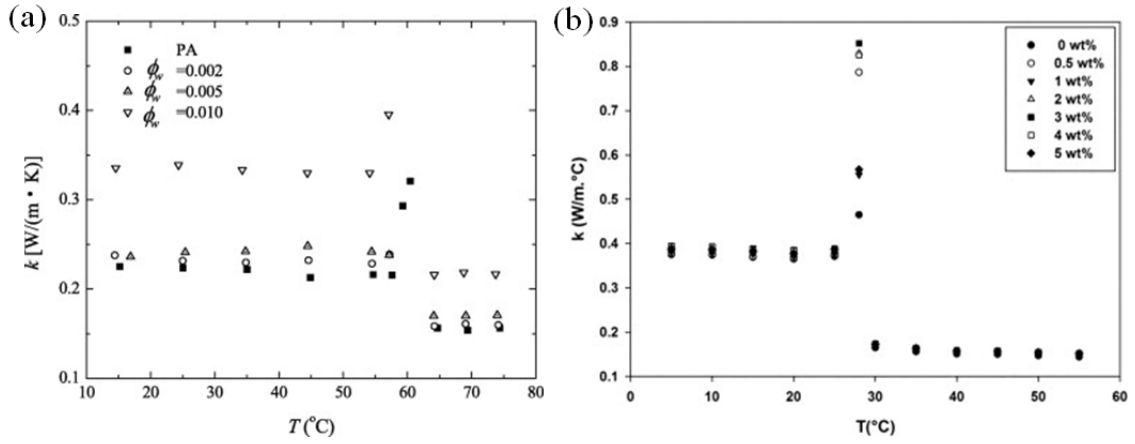 (a)
0.5
0.4
0.3
0.2
0.1
k [W/(m・K)]
PA
ϕw =0.002
ϕw =0.005
ϕw =0.010
10 20 30 40 50 60 70 80
T (°C)
(b)
0.9
0.8
0.7
0.6
0.5
0.4
0.3
0.2
0.1
k (W/m.°C)
0 wt%
0.5 wt%
1 wt%
2 wt%
3 wt%
4 wt%
5 wt%
0 10 20 30 40 50 60
T(°C)